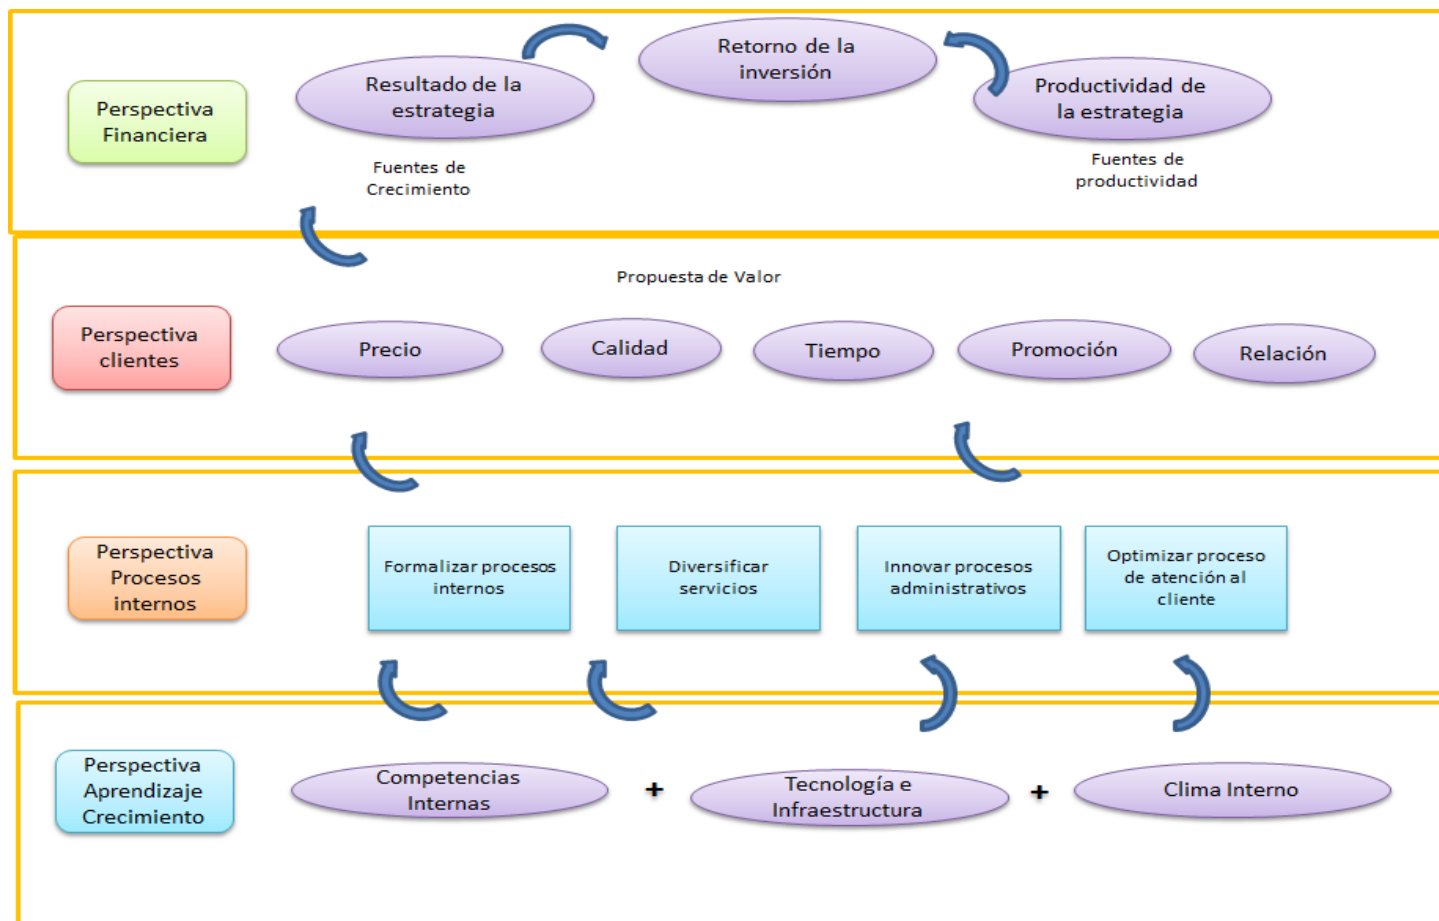 Perspectiva
Financiera
Resultado de la
estrategia
Retorno de la
inversión
Productividad de
la estrategia
Fuentes de
Crecimiento
Fuentes de
productividad
Perspectiva
clientes
Propuesta de Valor
Precio
Calidad
Tiempo
Promoción
Relación
Perspectiva
Procesos
internos
Formalizar procesos
internos
Diversificar
servicios
Innovar procesos
administrativos
Optimizar proceso
de atención al
cliente
Perspectiva
Aprendizaje
Crecimiento
Competencias
Internas
+
Tecnología e
Infraestructura
+
Clima Interno